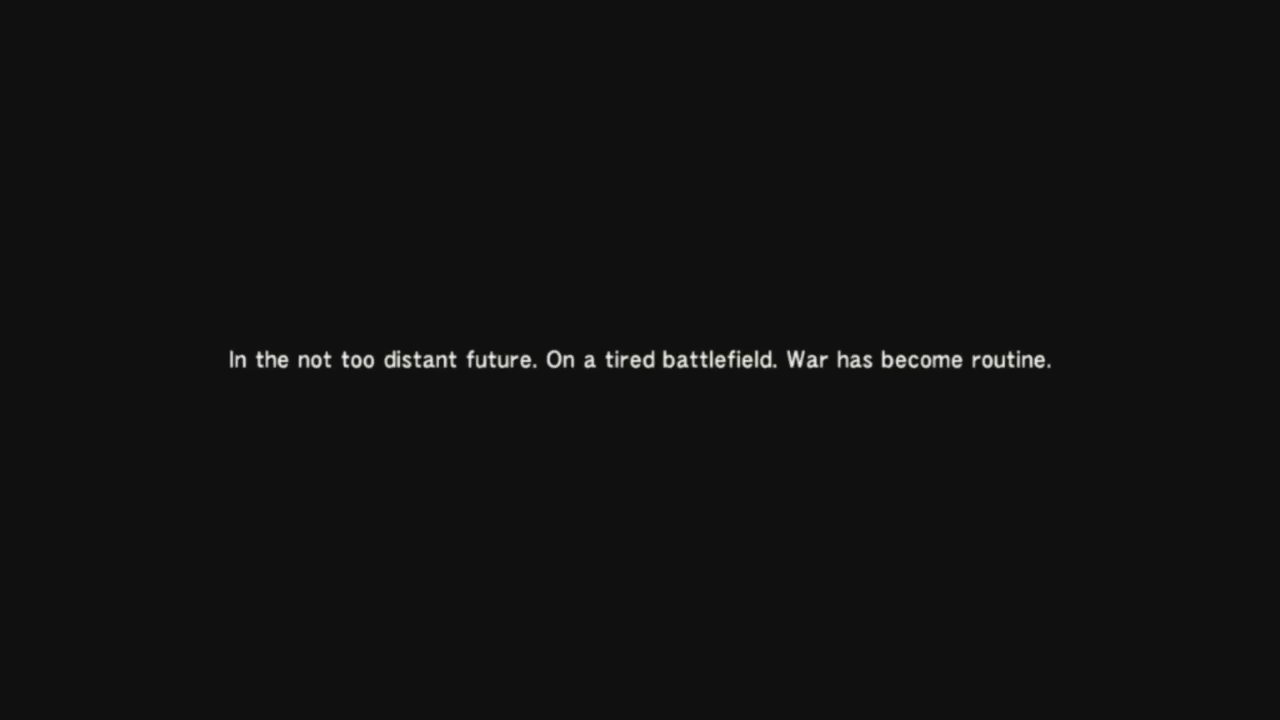 In the not too distant future. On a tired battlefield. War has become routine.